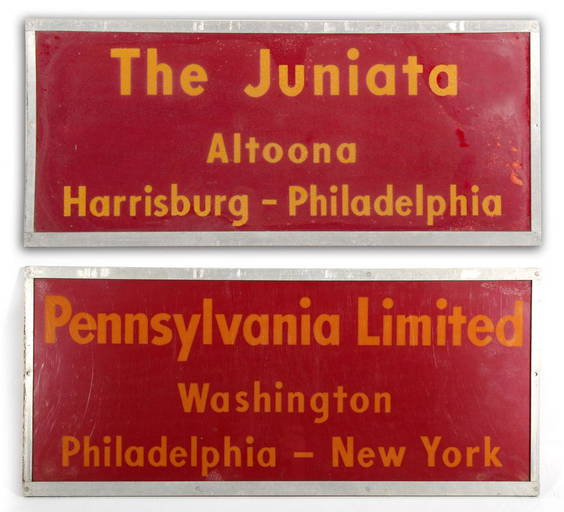 The Juniata
Altoona
Harrisburg - Philadelphia
Pennsylvania Limited
Washington
Philadelphia - New York